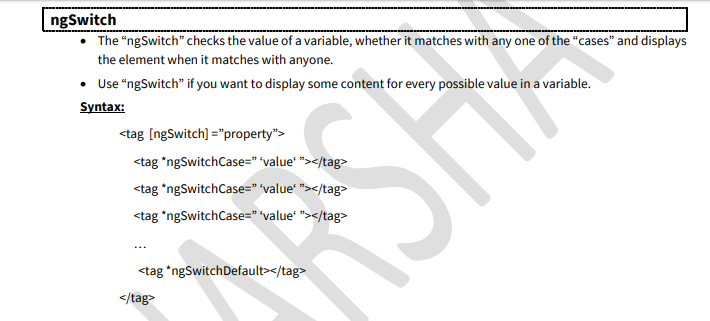 ngSwitch
• The “ngSwitch” checks the value of a variable, whether it matches with any one of the “cases” and displays
the element when it matches with anyone.
• Use “ngSwitch” if you want to display some content for every possible value in a variable.
Syntax:
<tag [ngSwitch] =”property”>
<tag *ngSwitchCase=” ‘value‘ ”></tag>
<tag *ngSwitchCase=” ‘value‘ ”></tag>
<tag *ngSwitchCase=” ‘value‘ ”></tag>
…
<tag *ngSwitchDefault></tag>
</tag>
HARSHA